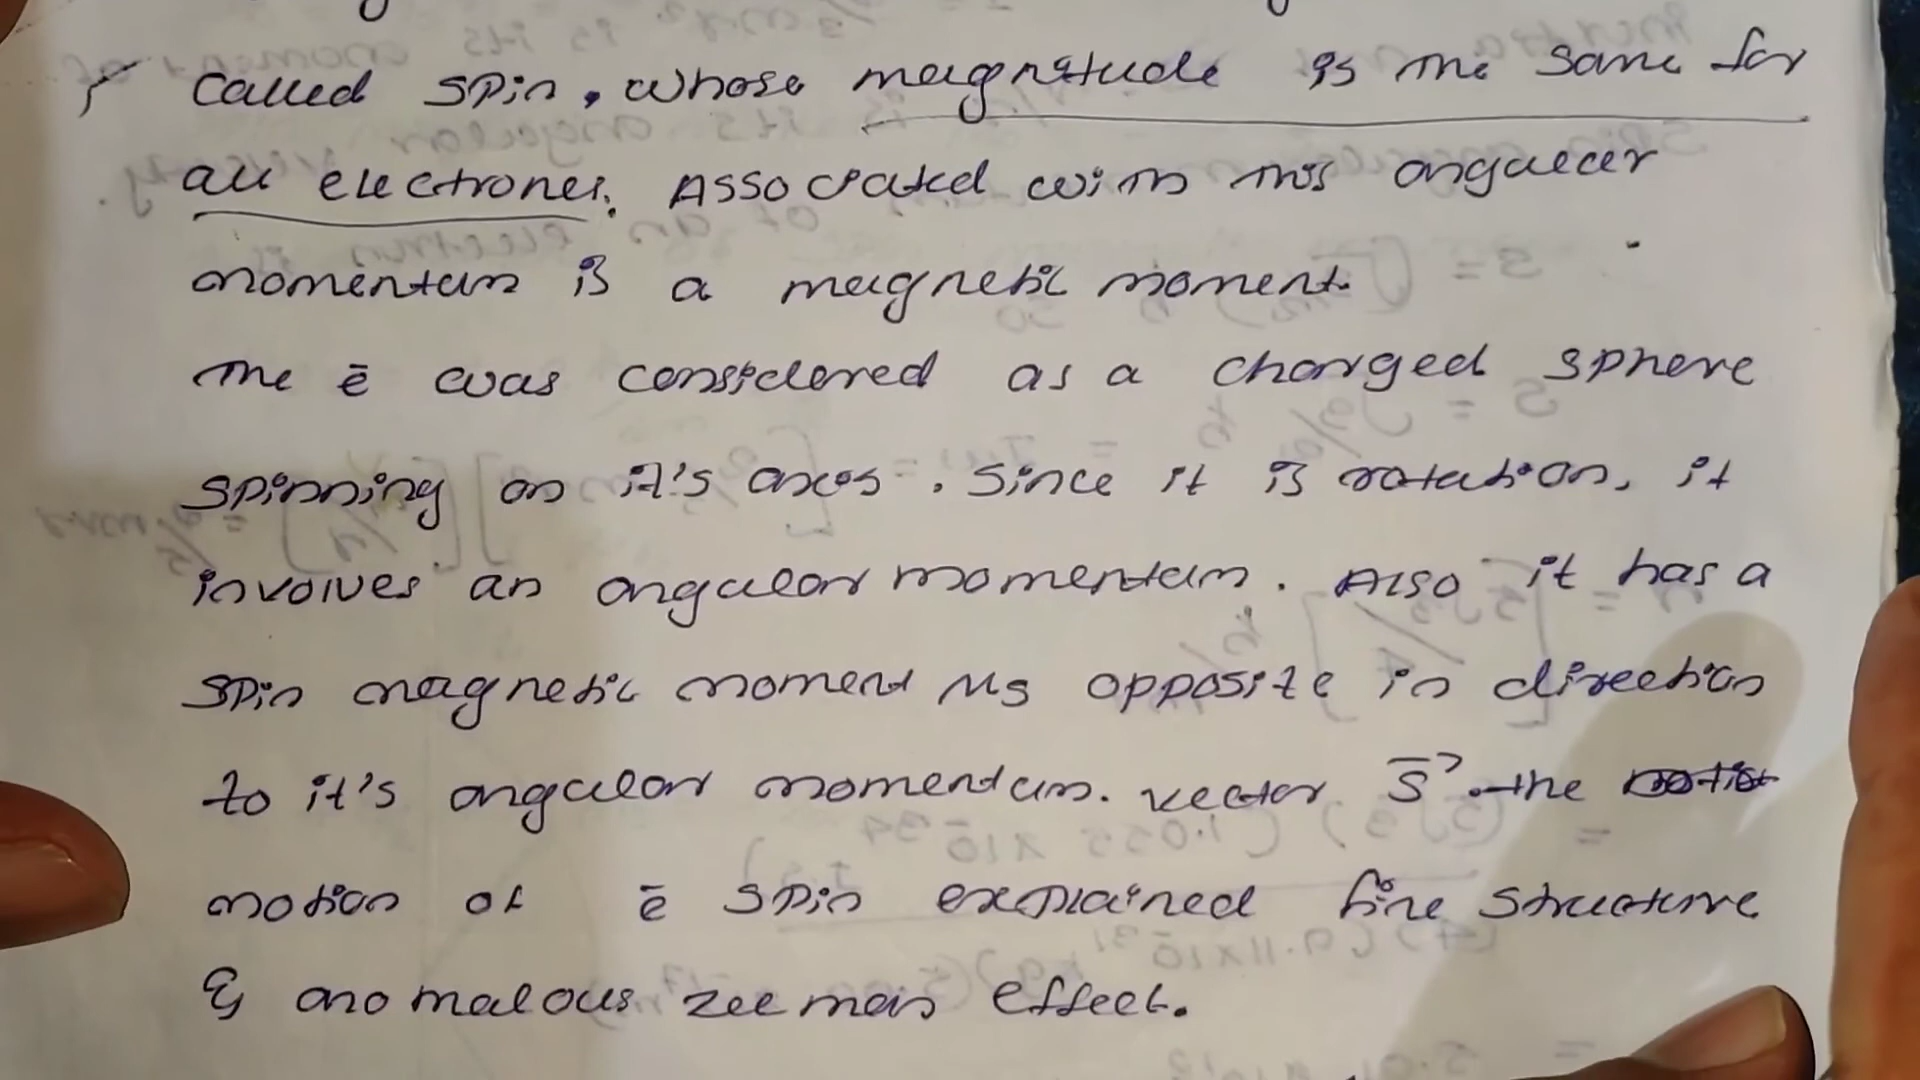 called spin, whose magnitude is the same for
all electrones. Associated with this angular
momentum is a magnetic moment.
The ē was considered as a charged sphere
spinning on it's axes. Since it is rotation, it
involves an angular momentum. Also it has a
spin magnetic moment μs opposite in direction
to it's angular momentum. vector S⃗. the
motion of ē spin explained fine structure
& anomalous zeeman effect.